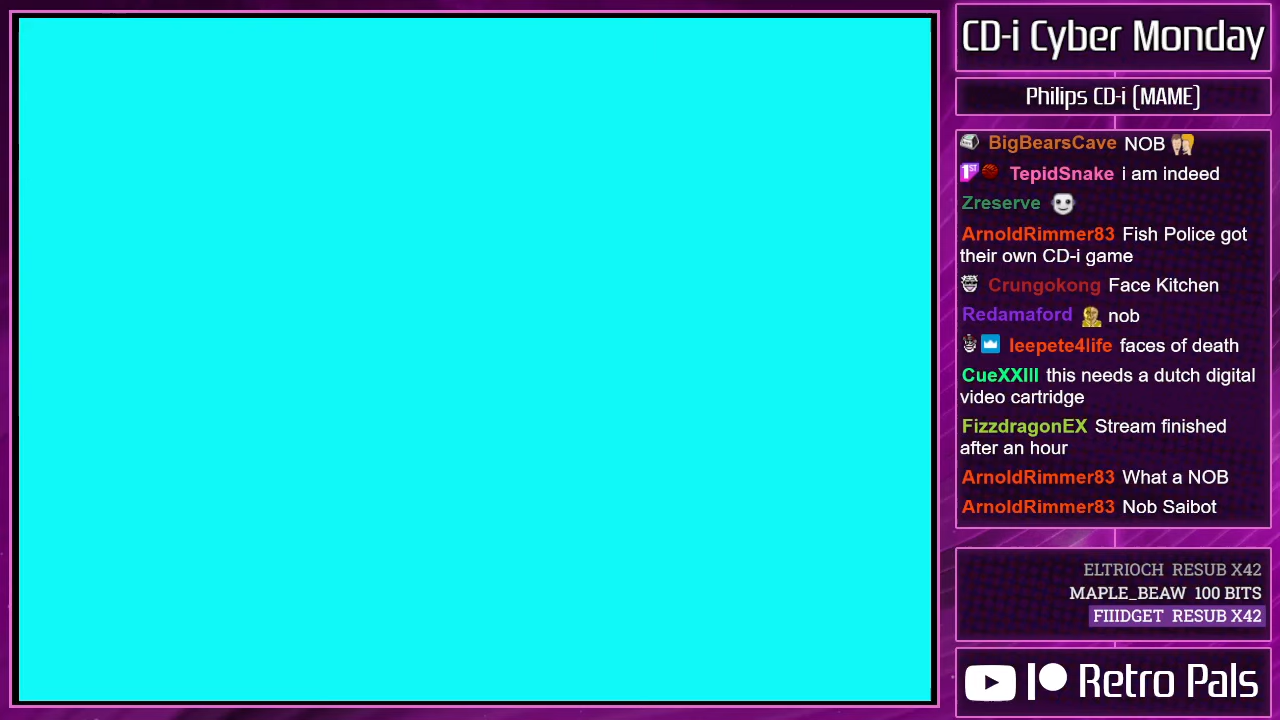 CD-i Cyber Monday
Philips CD-i [MAME]
BigBearsCave NOB
1ST TepidSnake i am indeed
Zreserve
ArnoldRimmer83 Fish Police got
their own CD-i game
Crungokong Face Kitchen
Redamaford nob
leepete4life faces of death
CueXXIII this needs a dutch digital
video cartridge
FizzdragonEX Stream finished
after an hour
ArnoldRimmer83 What a NOB
ArnoldRimmer83 Nob Saibot
ELTRIOCH RESUB X42
MAPLE_BEAW 100 BITS
FIIIDGET RESUB X42
Retro Pals